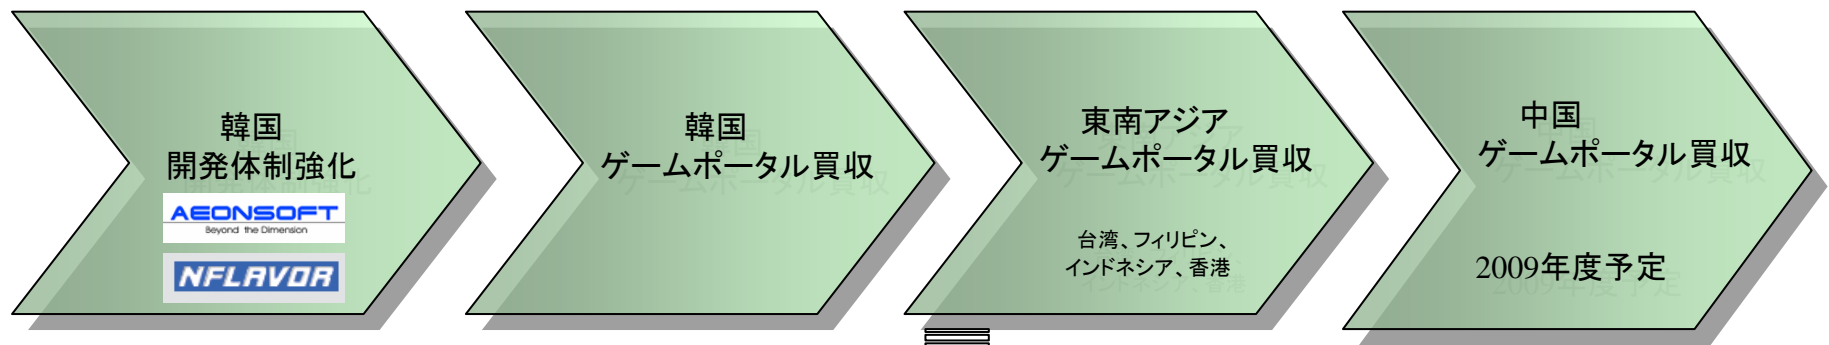 韓国
開発体制強化
AEONSOFT
Beyond the Dimension
NFLAVOR
韓国
ゲームポータル買収
東南アジア
ゲームポータル買収
台湾、フィリピン、
インドネシア、香港
中国
ゲームポータル買収
2009年度予定